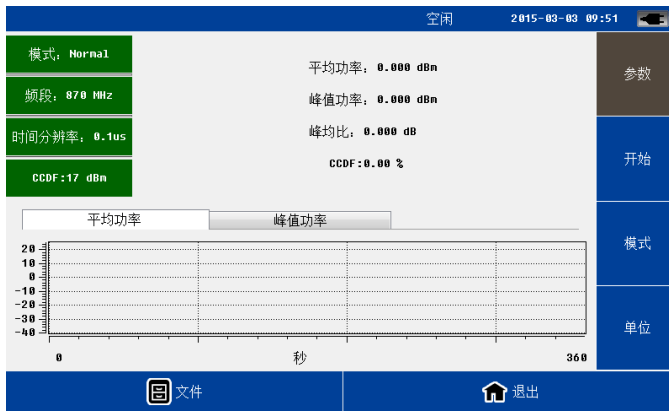 空闲 2015-03-03 09:51
模式：Normal
频段：870 MHz
时间分辨率：0.1us
CCDF:17 dBm
平均功率：0.000 dBm
峰值功率：0.000 dBm
峰均比：0.000 dB
CCDF:0.00 %
参数
开始
模式
单位
平均功率 峰值功率
20
10
0
-10
-20
-30
-40
0 秒 360
文件 退出